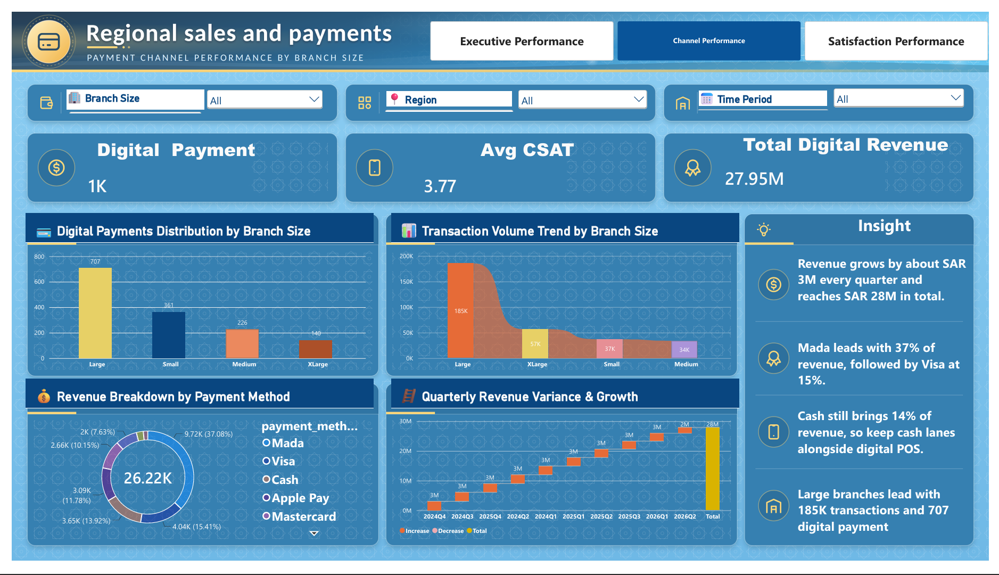 Regional sales and payments
PAYMENT CHANNEL PERFORMANCE BY BRANCH SIZE
Executive Performance
Channel Performance
Satisfaction Performance
Branch Size
All
Region
All
Time Period
All
Digital  Payment
1K
Avg CSAT
3.77
Total Digital Revenue
27.95M
Digital Payments Distribution by Branch Size
800
600
400
200
0
707
361
226
140
Large
Small
Medium
XLarge
Transaction Volume Trend by Branch Size
200K
150K
100K
50K
0K
185K
57K
37K
34K
Large
XLarge
Small
Medium
Revenue Breakdown by Payment Method
2K (7.63%)
2.66K (10.15%)
3.09K
(11.78%)
3.65K (13.92%)
4.04K (15.41%)
9.72K (37.08%)
26.22K
payment_meth...
Mada
Visa
Cash
Apple Pay
Mastercard
Quarterly Revenue Variance & Growth
30M
20M
10M
0M
3M
3M
3M
3M
3M
3M
3M
3M
3M
2M
28M
2024Q4
2024Q3
2025Q4
2024Q2
2024Q1
2025Q1
2025Q2
2025Q3
2026Q1
2026Q2
Total
Increase
Decrease
Total
Insight
Revenue grows by about SAR
3M every quarter and
reaches SAR 28M in total.
Mada leads with 37% of
revenue, followed by Visa at
15%.
Cash still brings 14% of
revenue, so keep cash lanes
alongside digital POS.
Large branches lead with
185K transactions and 707
digital payment